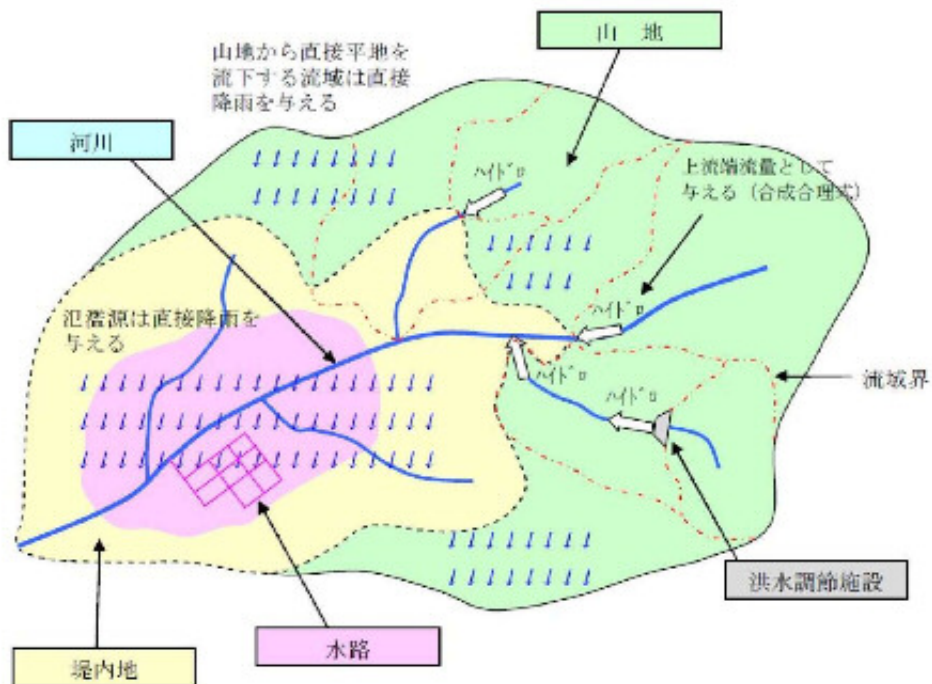 山　地
山地から直接平地を
流下する流域は直接
降雨を与える
河川
ﾊｲﾄﾞﾛ
上流端流量として
与える（合成合理式）
氾濫源は直接降雨を
与える
ﾊｲﾄﾞﾛ
ﾊｲﾄﾞﾛ
ﾊｲﾄﾞﾛ
流域界
洪水調節施設
水路
堤内地